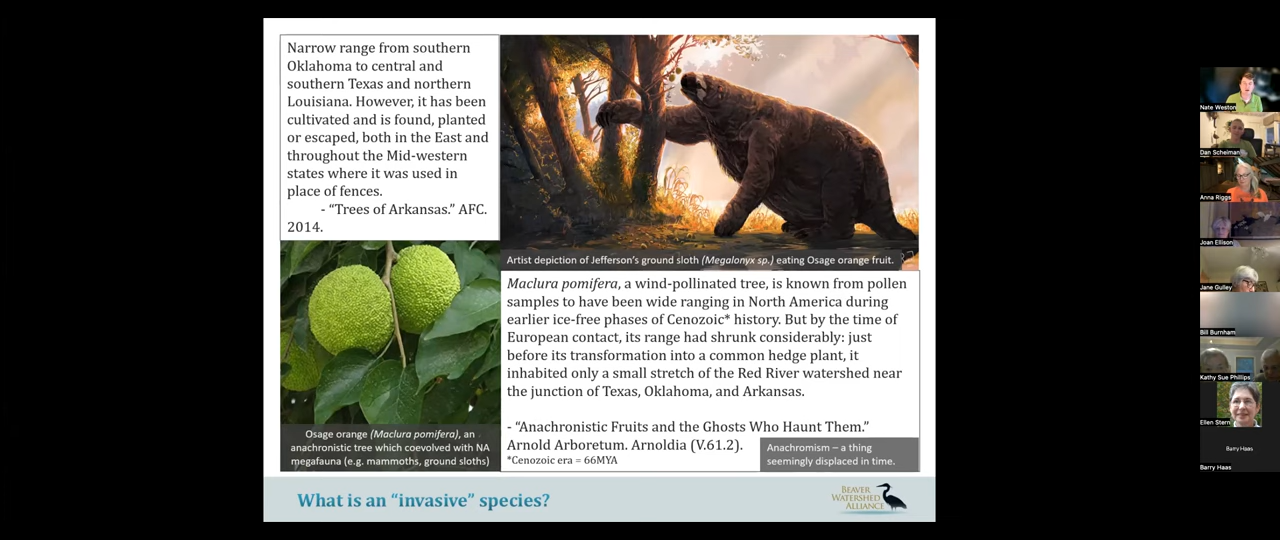 Narrow range from southern
Oklahoma to central and
southern Texas and northern
Louisiana. However, it has been
cultivated and is found, planted
or escaped, both in the East and
throughout the Mid-western
states where it was used in
place of fences.
- “Trees of Arkansas.” AFC.
2014.
Artist depiction of Jefferson’s ground sloth (Megalonyx sp.) eating Osage orange fruit.
Maclura pomifera, a wind-pollinated tree, is known from pollen
samples to have been wide ranging in North America during
earlier ice-free phases of Cenozoic* history. But by the time of
European contact, its range had shrunk considerably: just
before its transformation into a common hedge plant, it
inhabited only a small stretch of the Red River watershed near
the junction of Texas, Oklahoma, and Arkansas.
- “Anachronistic Fruits and the Ghosts Who Haunt Them.”
Arnold Arboretum. Arnoldia (V.61.2).
*Cenozoic era = 66MYA
Anachromism – a thing
seemingly displaced in time.
Osage orange (Maclura pomifera), an
anachronistic tree which coevolved with NA
megafauna (e.g. mammoths, ground sloths)
What is an “invasive” species?
BEAVER
WATERSHED
ALLIANCE
Nate Weston
Dan Scheiman
Anna Riggs
Joan Ellison
Jane Gulley
Bill Burnham
Kathy Sue Phillips
Ellen Stern
Barry Haas
Barry Haas